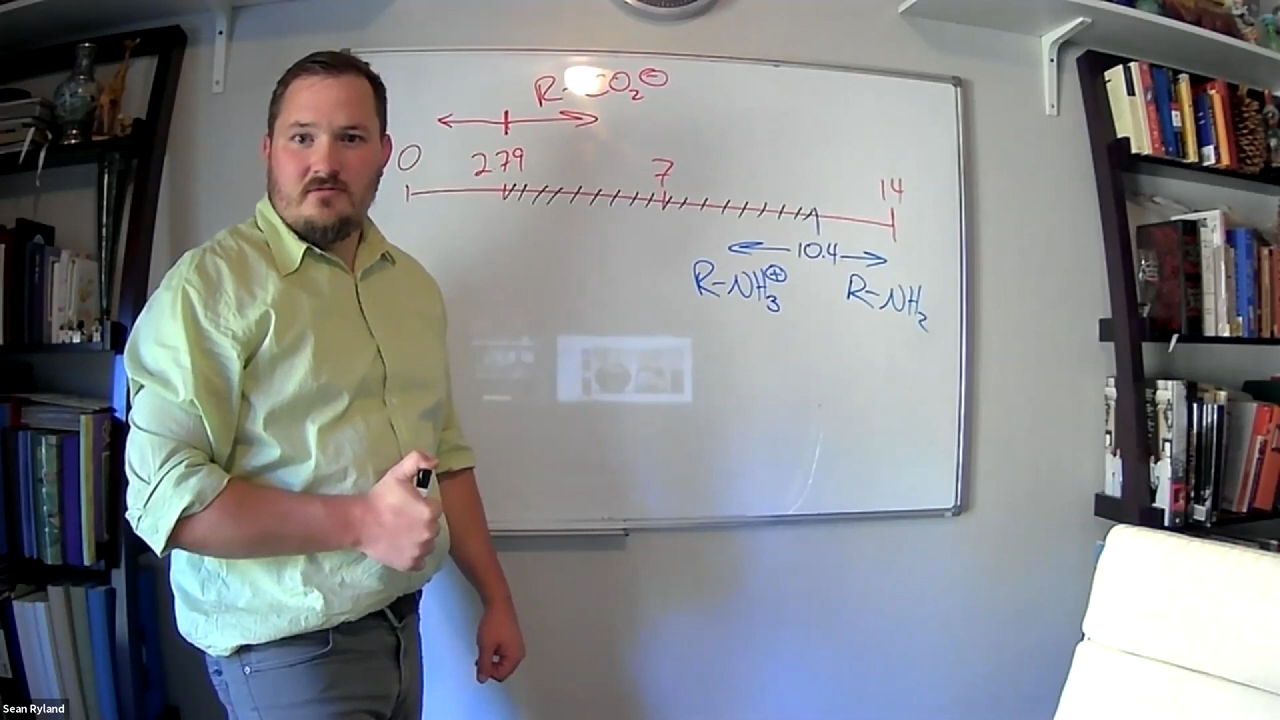 R-CO₂⊖
0
2.79
7
14
10.4
R-NH₃⊕
R-NH₂
Sean Ryland